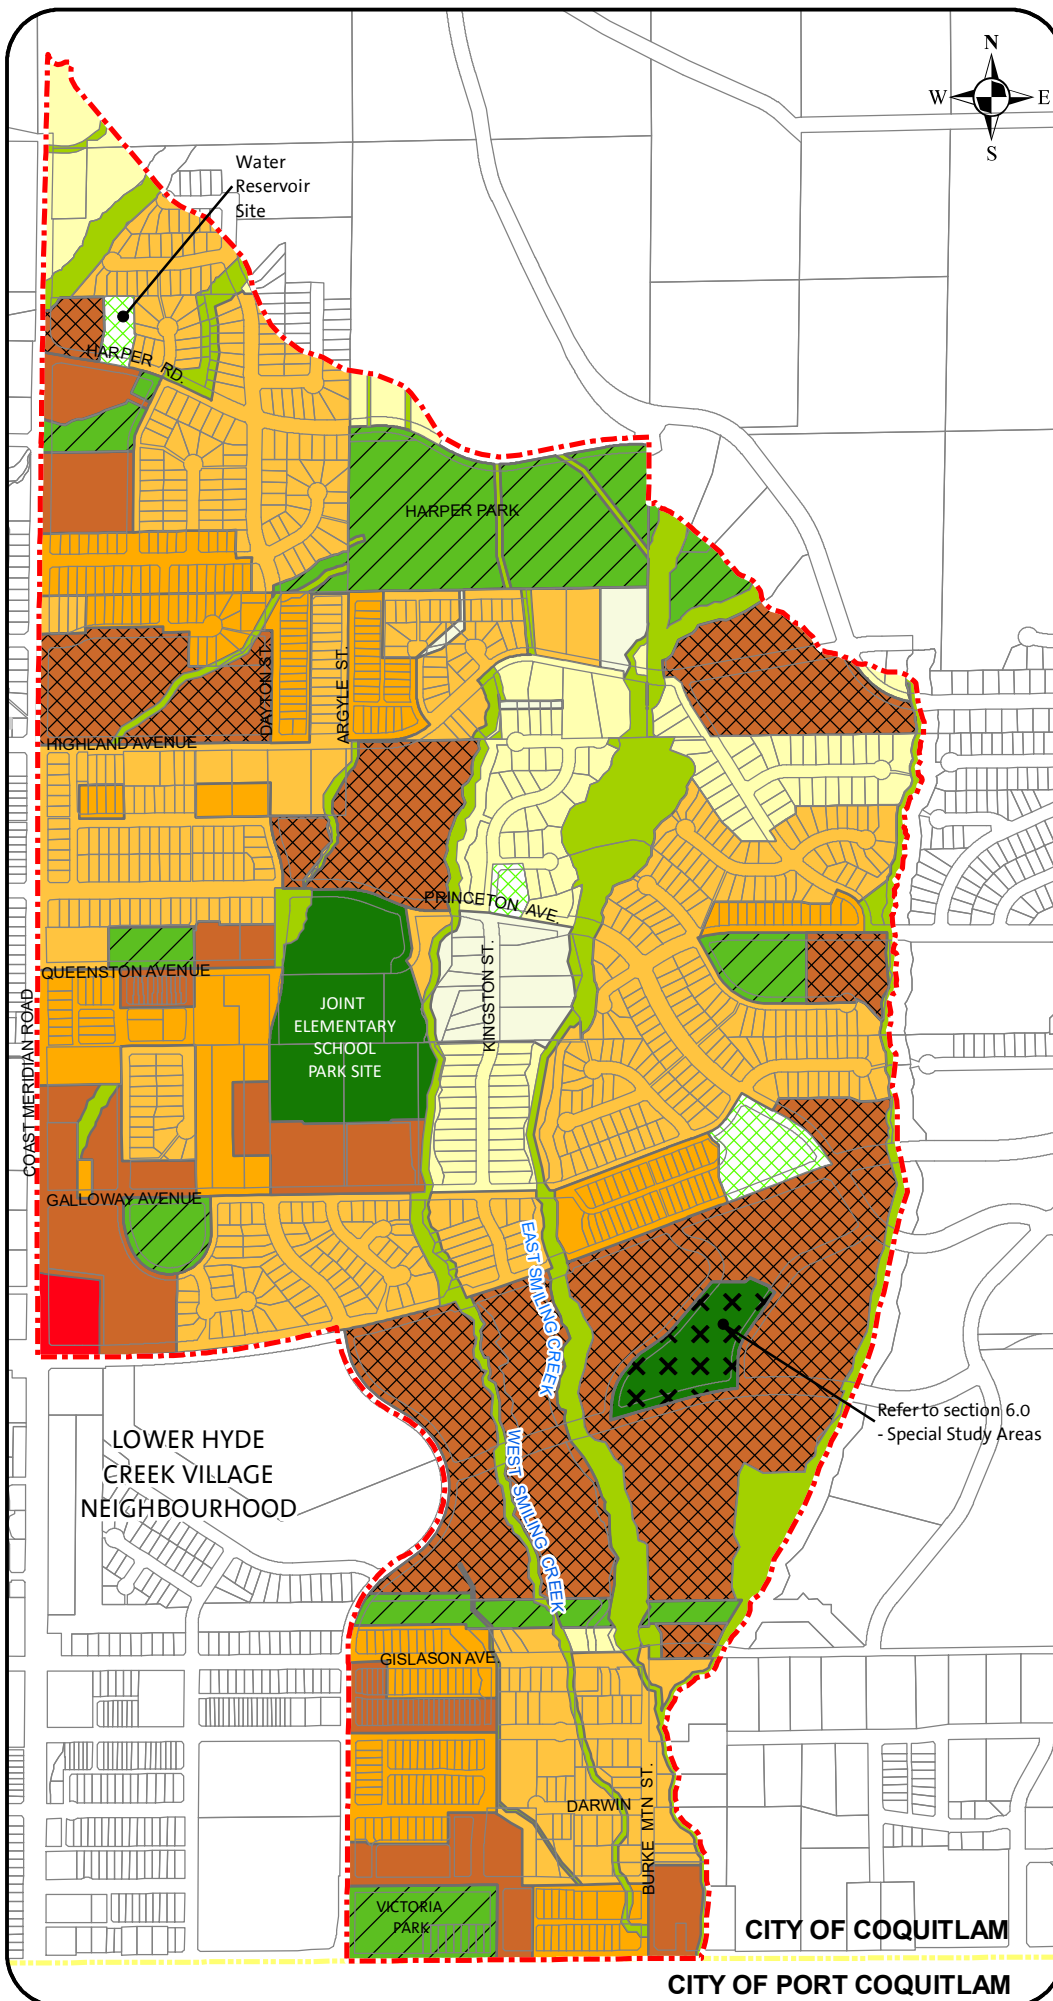 N
W E
S
Water
Reservoir
Site
HARPER RD.
HARPER PARK
DAYTON ST.
ARGYLE ST.
HIGHLAND AVENUE
PRINCETON AVE.
QUEENSTON AVENUE
KINGSTON ST.
JOINT
ELEMENTARY
SCHOOL
PARK SITE
COAST MERIDIAN ROAD
GALLOWAY AVENUE
EAST SMILING CREEK
Refer to section 6.0
- Special Study Areas
LOWER HYDE
CREEK VILLAGE
NEIGHBOURHOOD
WEST SMILING CREEK
GISLASON AVE.
DARWIN
BURKE MTN ST.
VICTORIA
PARK
CITY OF COQUITLAM
CITY OF PORT COQUITLAM